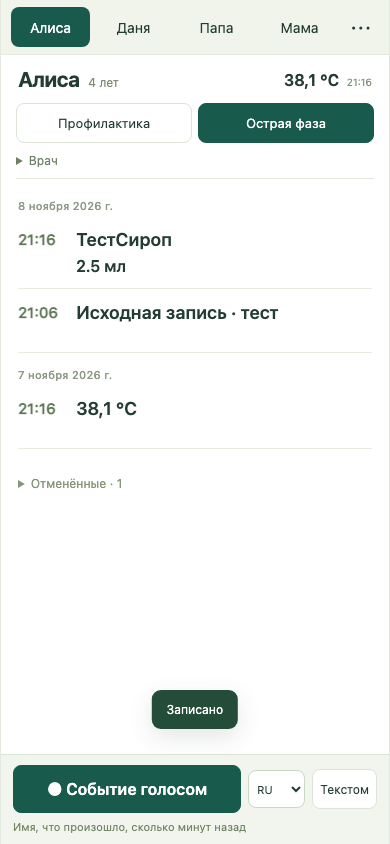 Алиса Даня Папа Мама ···
Алиса 4 лет 38,1 °C 21:16
Профилактика Острая фаза
Врач
8 ноября 2026 г.
21:16 ТестСироп
2.5 мл
21:06 Исходная запись · тест
7 ноября 2026 г.
21:16 38,1 °C
Отменённые · 1
Записано
Событие голосом RU Текстом
Имя, что произошло, сколько минут назад